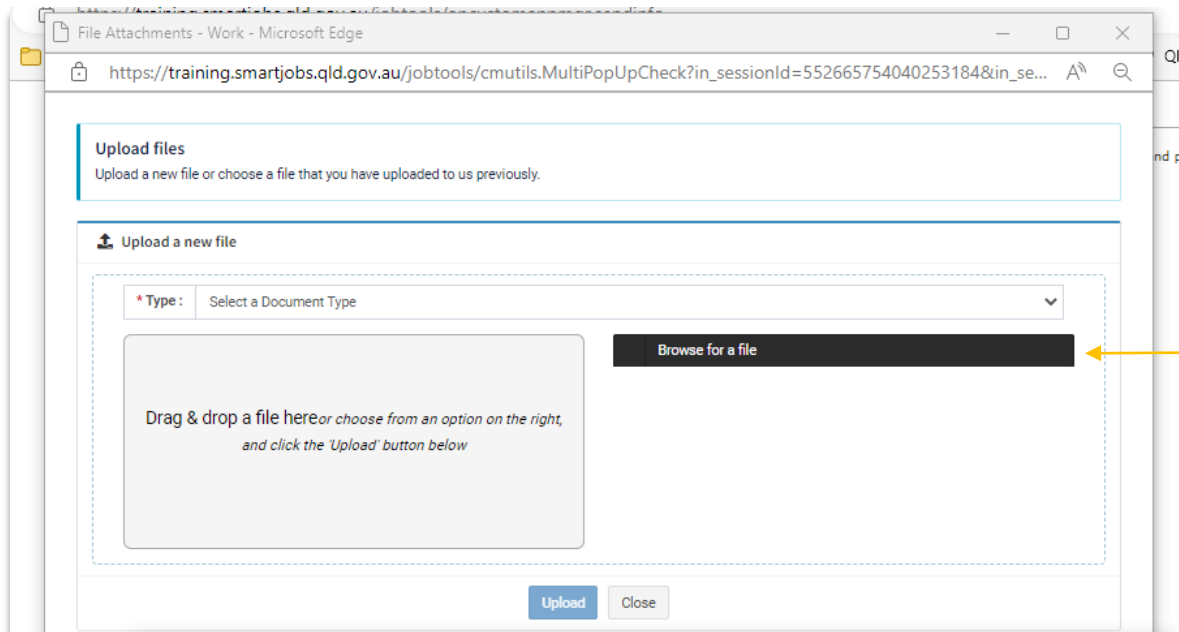 File Attachments - Work - Microsoft Edge
https://training.smartjobs.qld.gov.au/jobtools/cmutils.MultiPopUpCheck?in_sessionId=552665754040253184&in_se...
nd p
Upload files
Upload a new file or choose a file that you have uploaded to us previously.
Upload a new file
* Type :
Select a Document Type
Browse for a file
Drag & drop a file here or choose from an option on the right,
and click the 'Upload' button below
Upload
Close